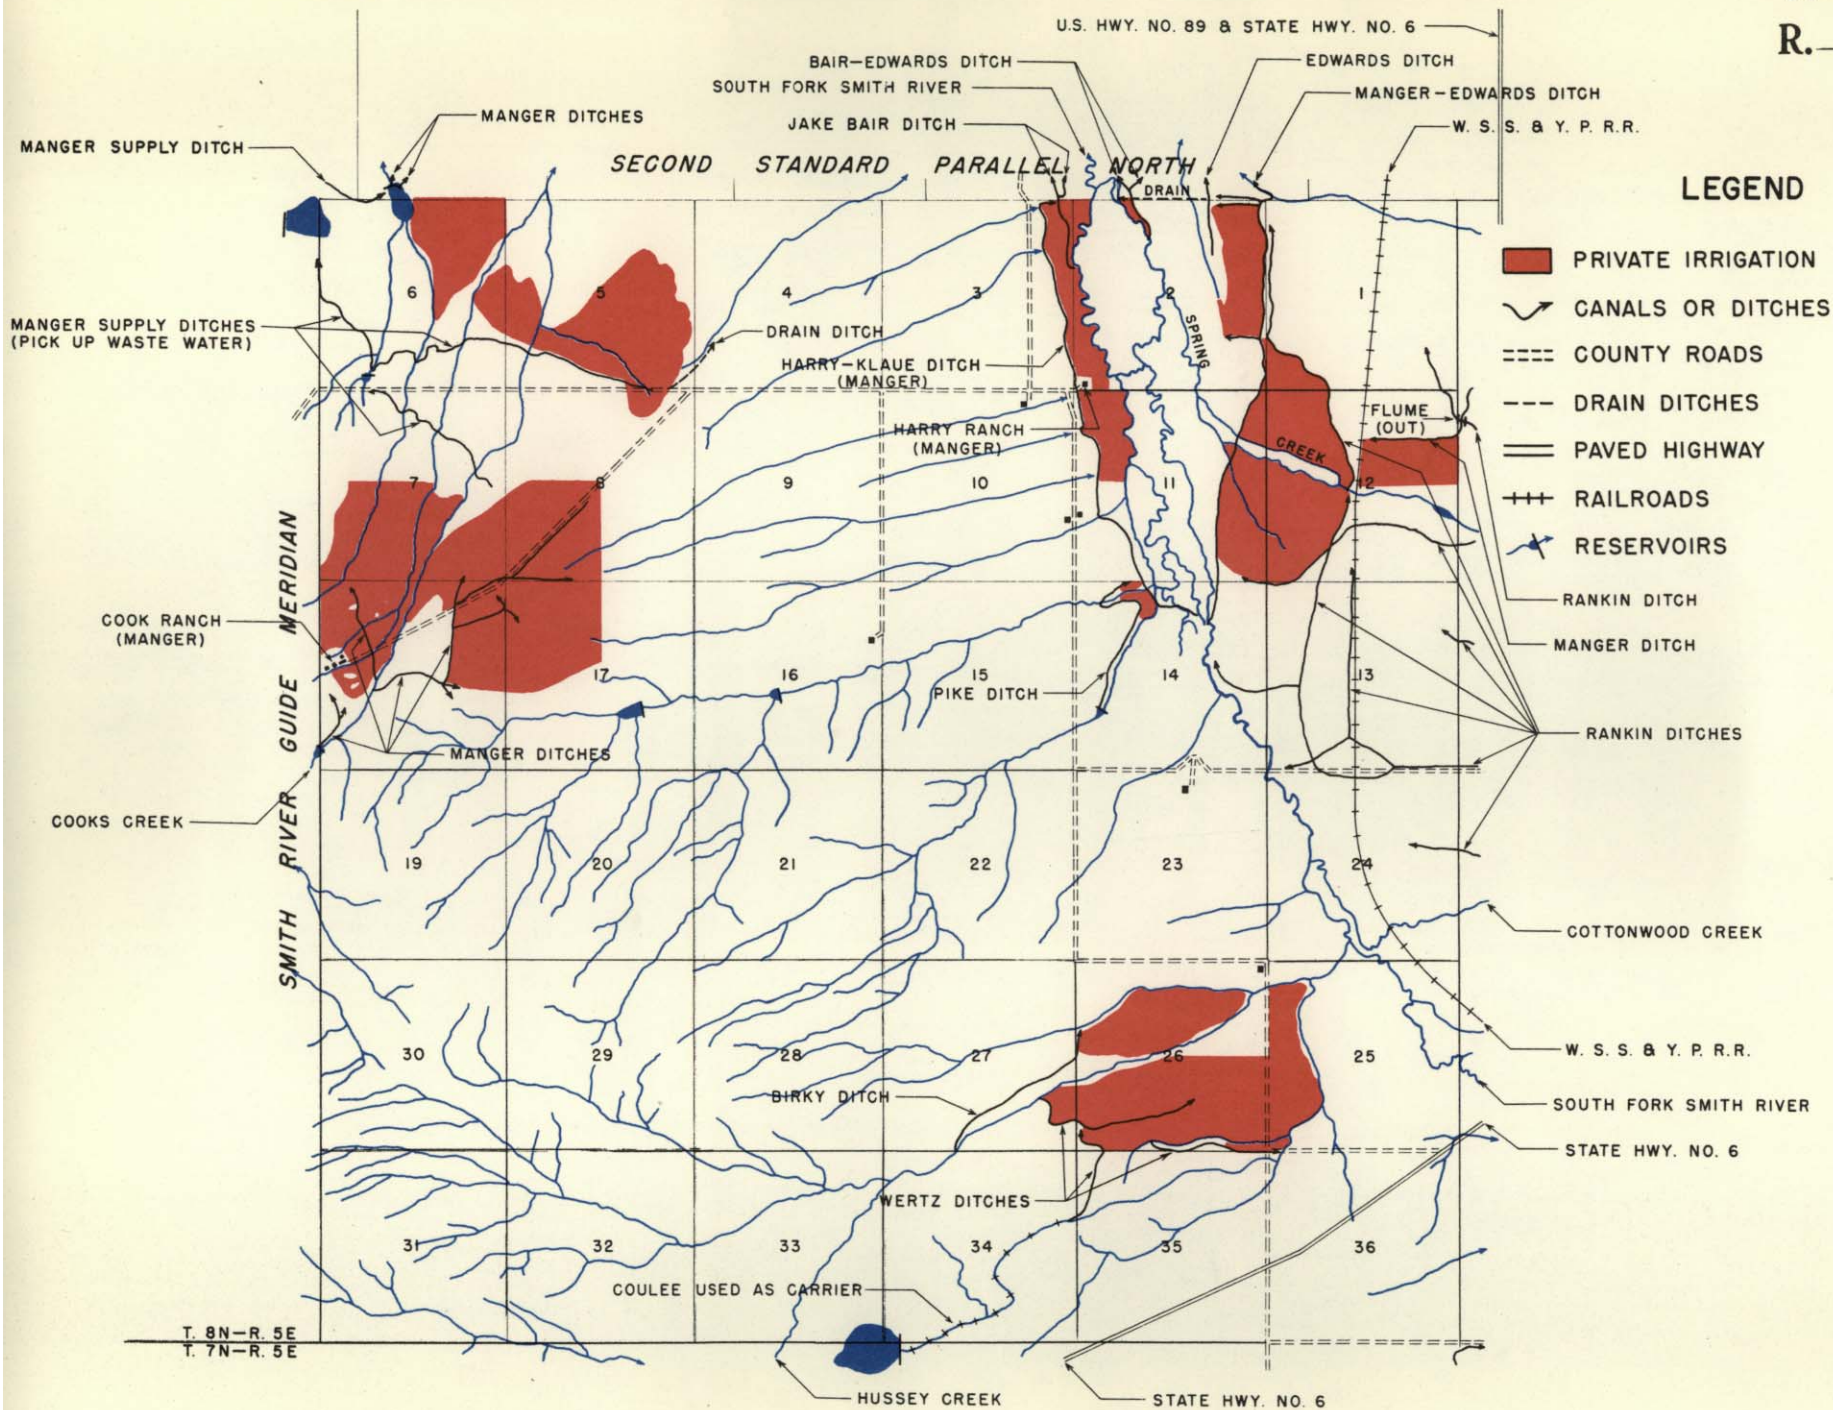 U.S. HWY. NO. 89 & STATE HWY. NO. 6
R.
BAIR-EDWARDS DITCH
EDWARDS DITCH
SOUTH FORK SMITH RIVER
MANGER-EDWARDS DITCH
MANGER DITCHES
JAKE BAIR DITCH
W. S. S. & Y. P. R.R.
MANGER SUPPLY DITCH
SECOND STANDARD PARALLEL NORTH
DRAIN
LEGEND
PRIVATE IRRIGATION
CANALS OR DITCHES
COUNTY ROADS
DRAIN DITCHES
PAVED HIGHWAY
RAILROADS
RESERVOIRS
6
5
4
3
2
1
MANGER SUPPLY DITCHES
(PICK UP WASTE WATER)
DRAIN DITCH
SPRING
HARRY-KLAUE DITCH
(MANGER)
FLUME
(OUT)
HARRY RANCH
(MANGER)
CREEK
7
8
9
10
11
12
SMITH RIVER GUIDE MERIDIAN
COOK RANCH
(MANGER)
RANKIN DITCH
MANGER DITCH
17
16
15
14
13
PIKE DITCH
RANKIN DITCHES
MANGER DITCHES
COOKS CREEK
19
20
21
22
23
24
COTTONWOOD CREEK
30
29
28
27
26
25
W. S. S. & Y. P. R.R.
BIRKY DITCH
SOUTH FORK SMITH RIVER
STATE HWY. NO. 6
WERTZ DITCHES
31
32
33
34
35
36
COULEE USED AS CARRIER
T. 8N-R. 5E
T. 7N-R. 5E
HUSSEY CREEK
STATE HWY. NO. 6